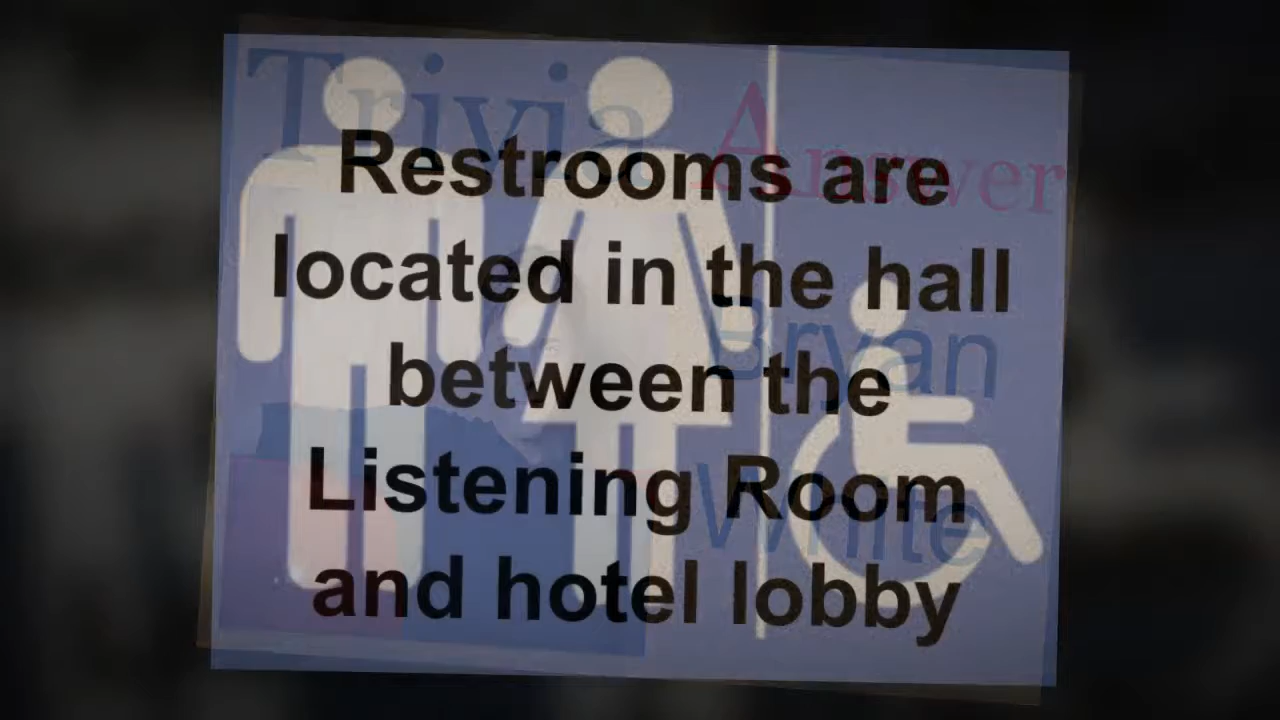 Trivia Answer
Restrooms are
located in the hall
between the
Listening Room
and hotel lobby
Bryan
White